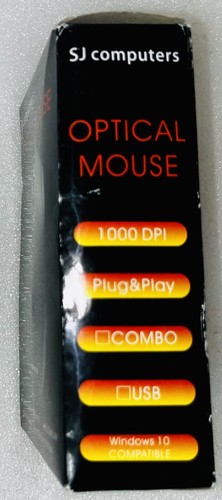 SJ computers
OPTICAL
MOUSE
1000 DPI
Plug&Play
☐COMBO
☐USB
Windows 10
COMPATIBLE